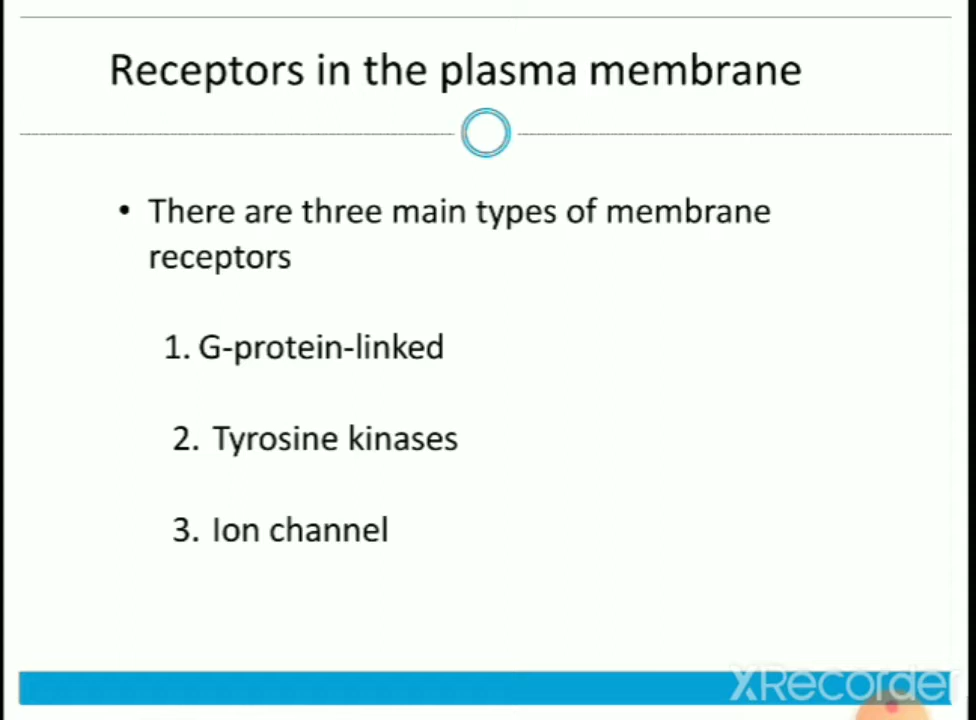 Receptors in the plasma membrane
• There are three main types of membrane
receptors
1. G-protein-linked
2. Tyrosine kinases
3. Ion channel
XRecorder